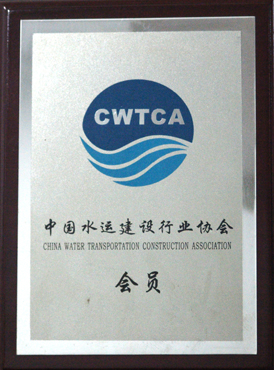 CWTCA
中国水运建设行业协会
CHINA WATER TRANSPORTATION CONSTRUCTION ASSOCIATION
会员